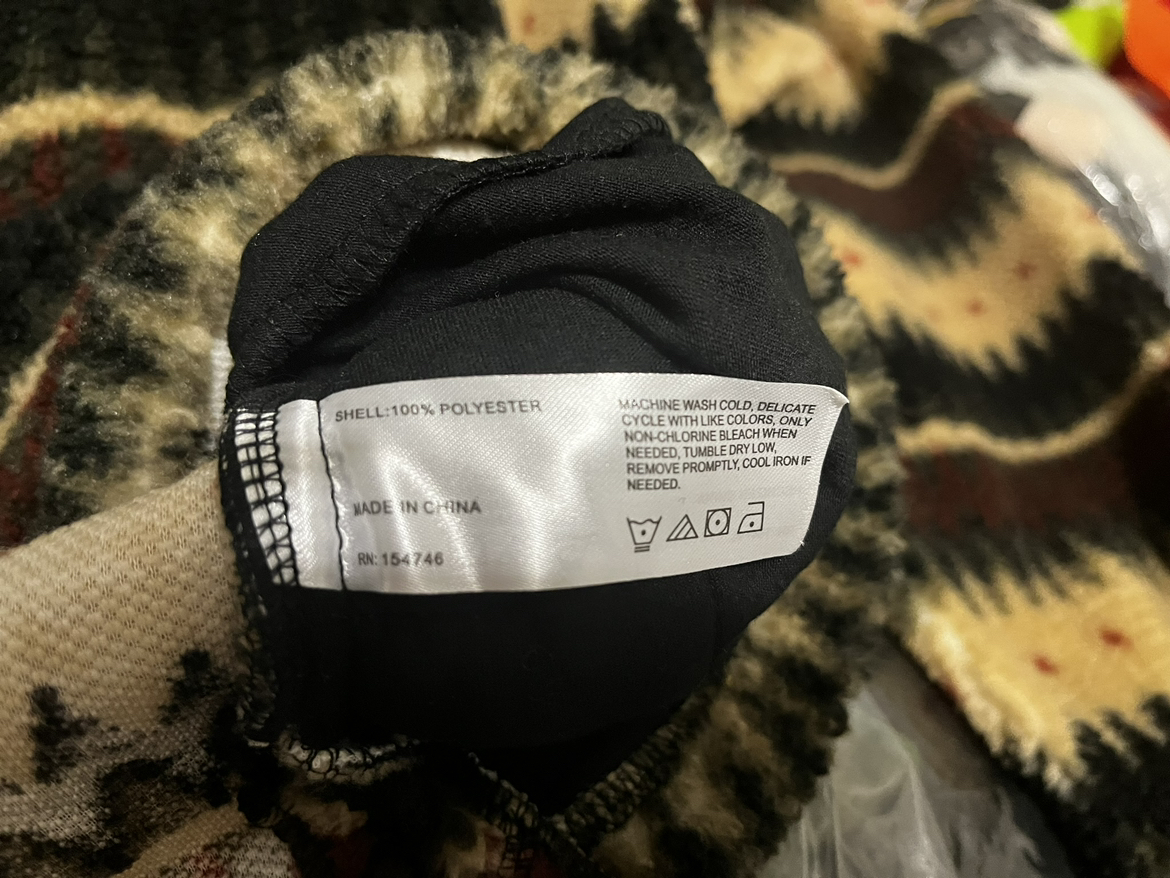 SHELL:100% POLYESTER
MADE IN CHINA
RN: 154746
MACHINE WASH COLD, DELICATE
CYCLE WITH LIKE COLORS, ONLY
NON-CHLORINE BLEACH WHEN
NEEDED, TUMBLE DRY LOW,
REMOVE PROMPTLY, COOL IRON IF
NEEDED.